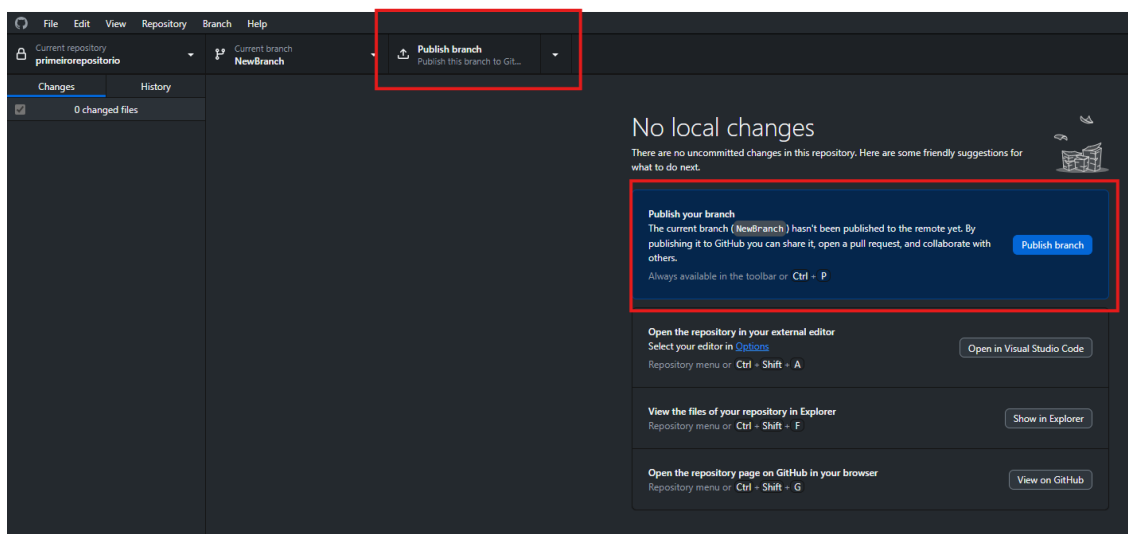 File Edit View Repository Branch Help
Current repository
primeirorepositorio
Current branch
NewBranch
Publish branch
Publish this branch to Git...
Changes History
0 changed files
No local changes
There are no uncommitted changes in this repository. Here are some friendly suggestions for
what to do next.
Publish your branch
The current branch (NewBranch) hasn't been published to the remote yet. By
publishing it to GitHub you can share it, open a pull request, and collaborate with
others.
Publish branch
Always available in the toolbar or Ctrl + P
Open the repository in your external editor
Select your editor in Options
Repository menu or Ctrl + Shift + A
Open in Visual Studio Code
View the files of your repository in Explorer
Repository menu or Ctrl + Shift + F
Show in Explorer
Open the repository page on GitHub in your browser
Repository menu or Ctrl + Shift + G
View on GitHub